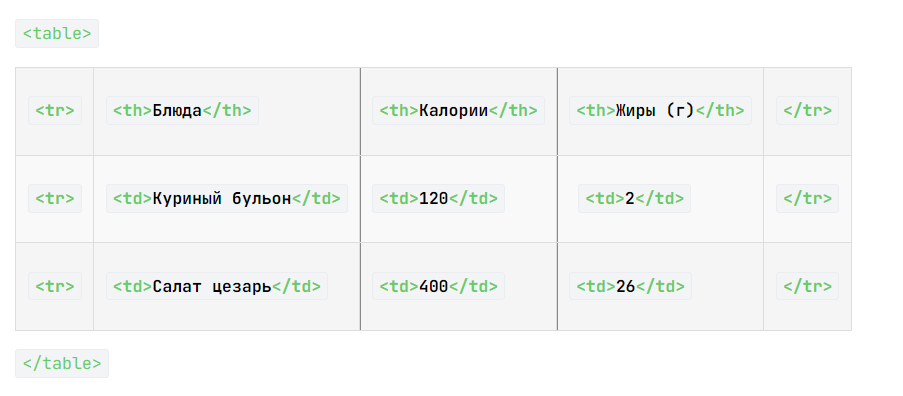 <table>
<tr> <th>Блюда</th> <th>Калории</th> <th>Жиры (г)</th> </tr>
<tr> <td>Куриный бульон</td> <td>120</td> <td>2</td> </tr>
<tr> <td>Салат цезарь</td> <td>400</td> <td>26</td> </tr>
</table>